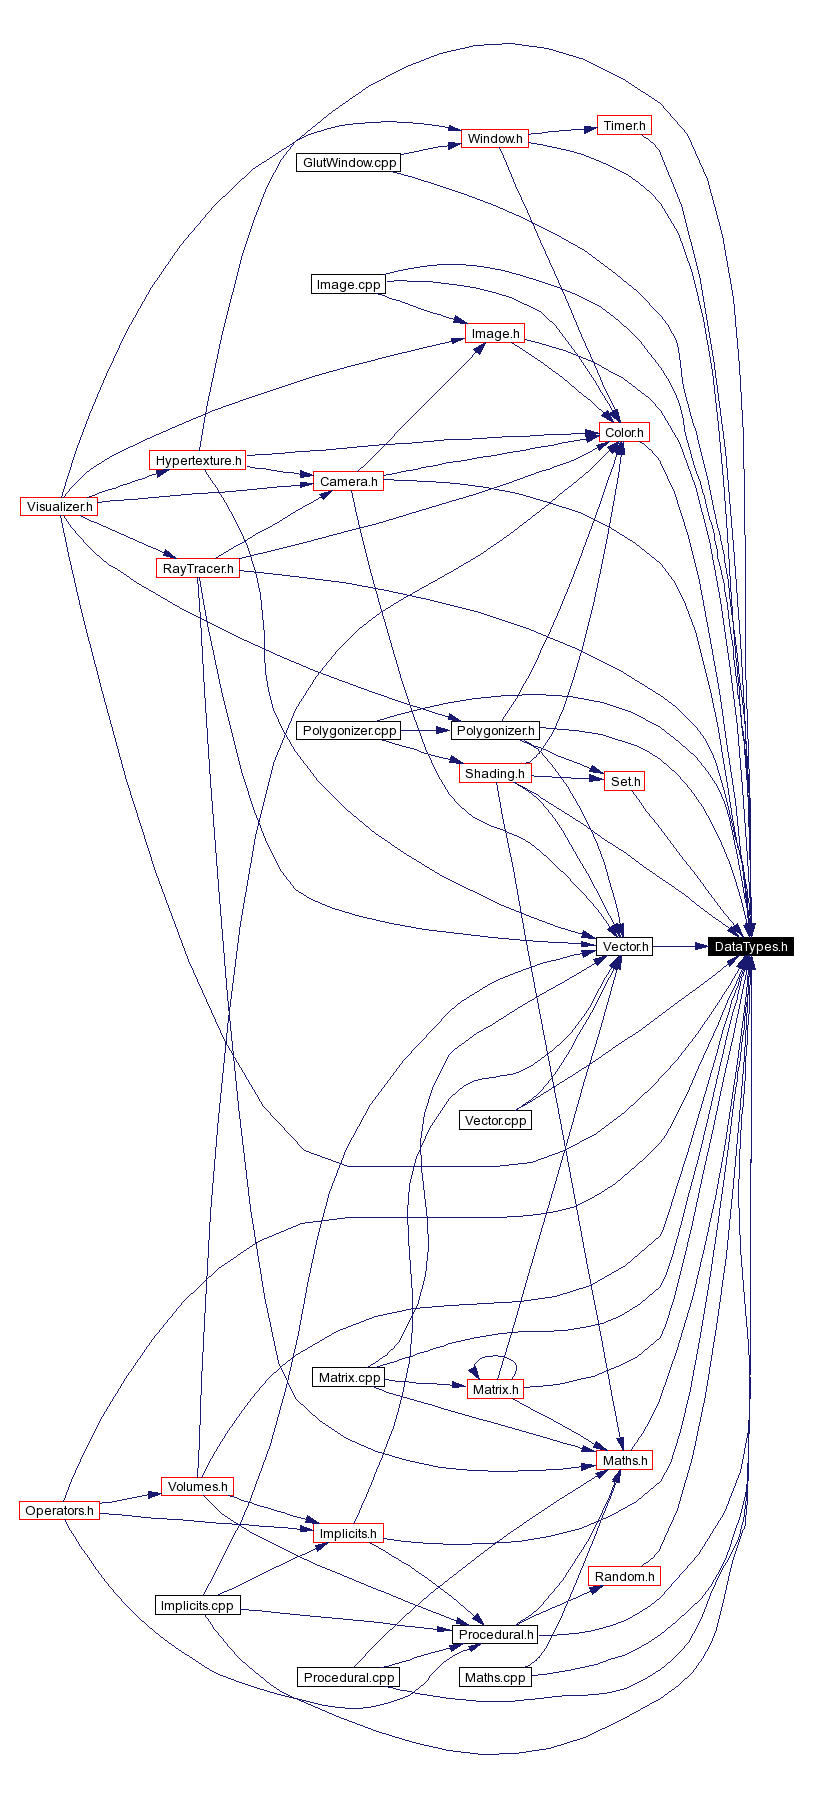 Timer.h
Window.h
GlutWindow.cpp
Image.cpp
Image.h
Color.h
Hypertexture.h
Camera.h
Visualizer.h
RayTracer.h
Polygonizer.cpp
Polygonizer.h
Shading.h
Set.h
Vector.h
DataTypes.h
Vector.cpp
Matrix.cpp
Matrix.h
Maths.h
Volumes.h
Operators.h
Implicits.h
Random.h
Implicits.cpp
Procedural.h
Procedural.cpp
Maths.cpp